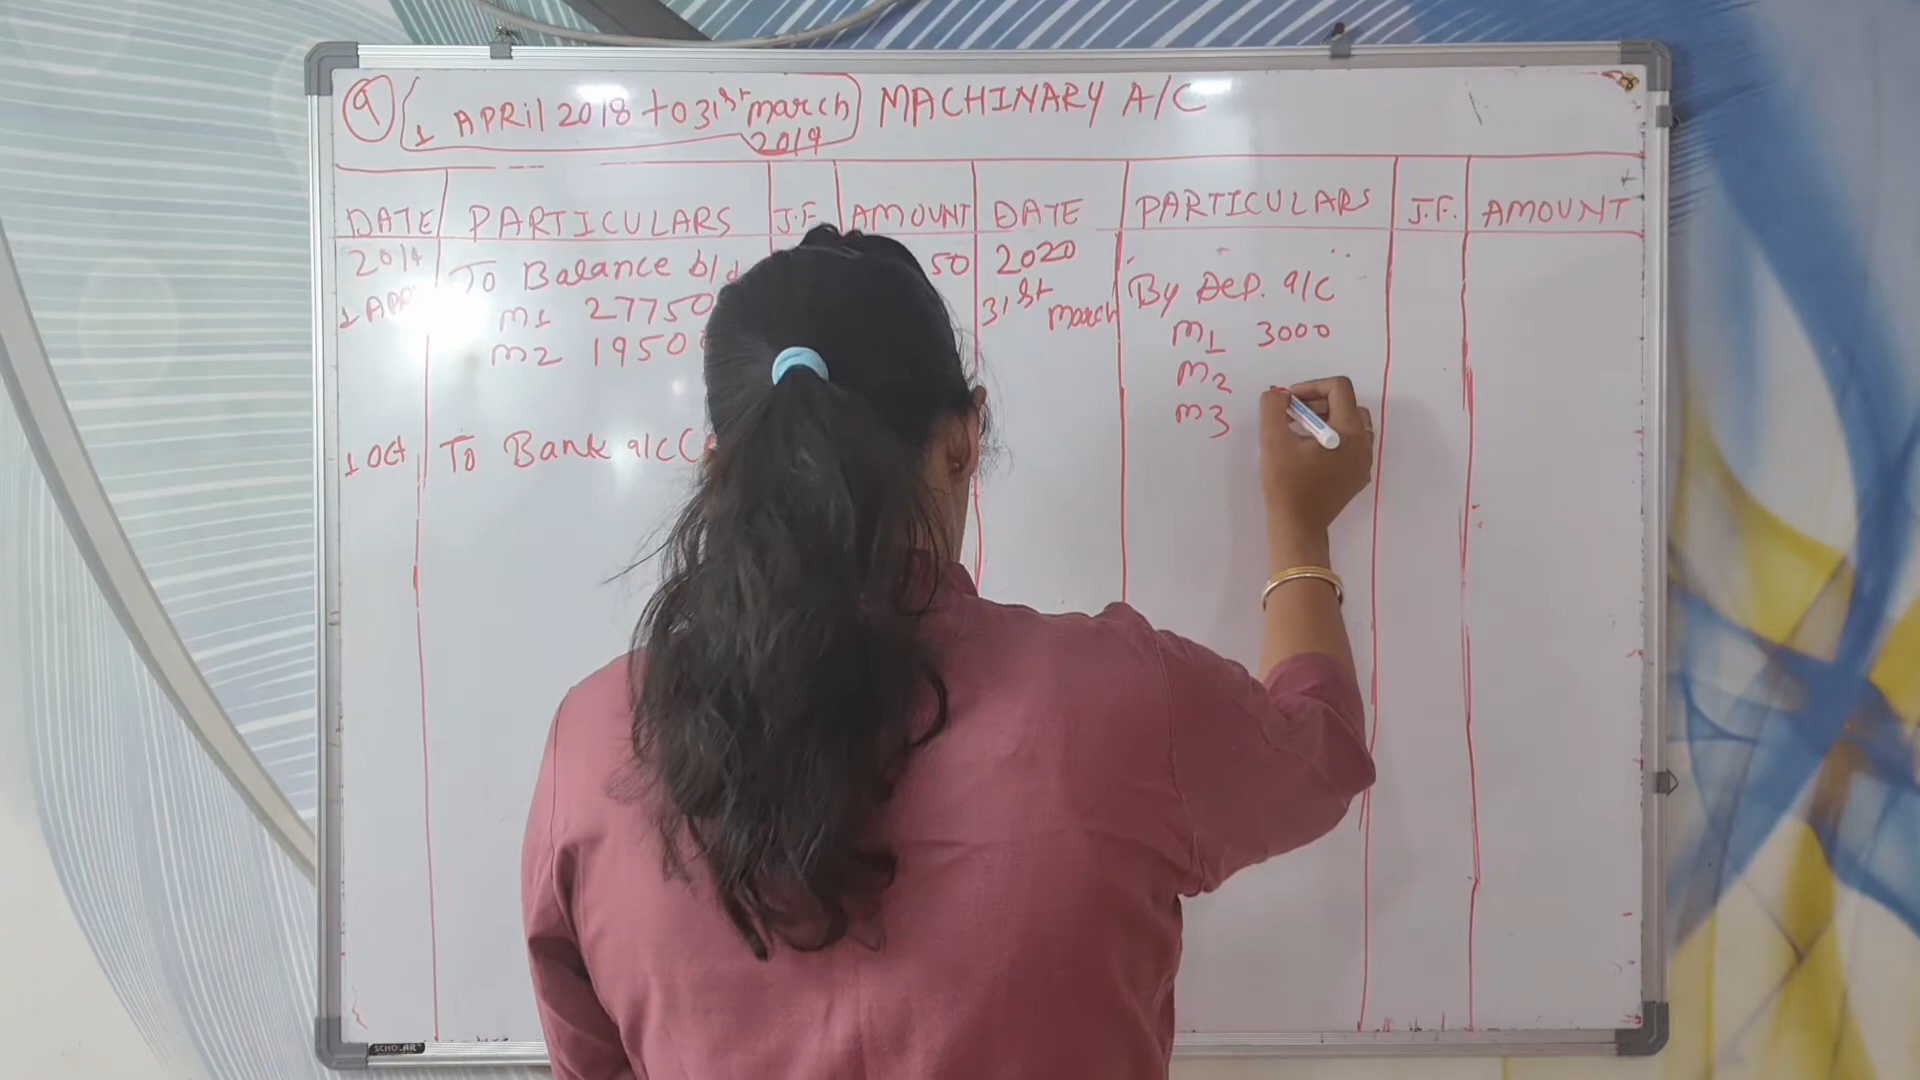 9 1 APRil 2018 to 31st march 2019 MACHINARY A/C
DATE PARTICULARS J.F. AMOUNT DATE PARTICULARS J.F. AMOUNT
2019 To Balance b/d 50 2020
1 APR 31st march By Dep. a/c
m1 27750 m1 3000
m2 1950 m2
m3
1 Oct To Bank a/c
SCHOLAR